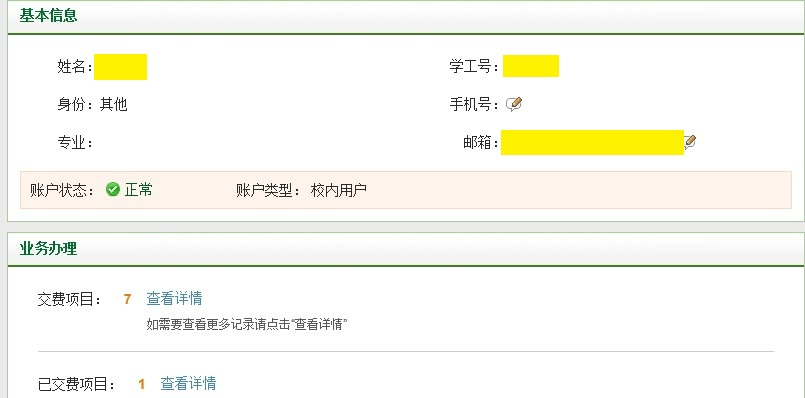 基本信息
姓名：
学工号：
身份：其他
手机号：
专业：
邮箱：
账户状态： 正常
账户类型： 校内用户
业务办理
交费项目： 7 查看详情
如需要查看更多记录请点击“查看详情”
已交费项目： 1 查看详情